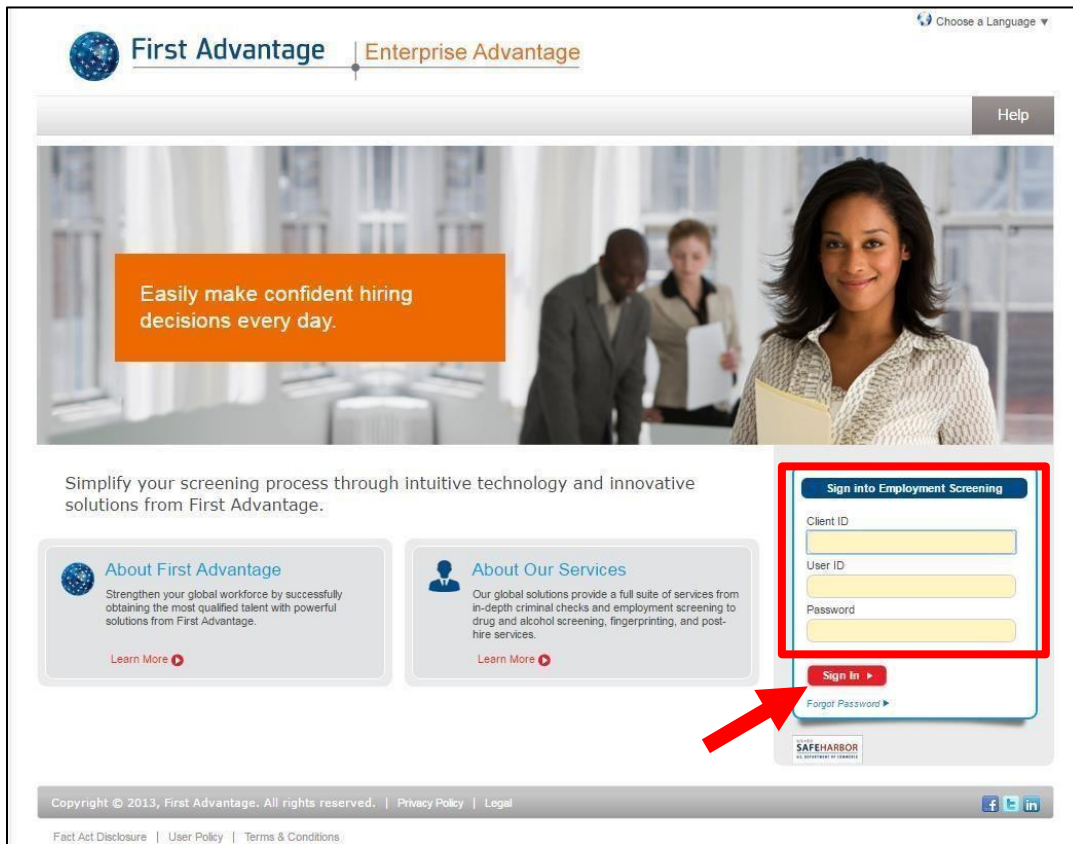 Choose a Language ▼
First Advantage
Enterprise Advantage
Help
Easily make confident hiring
decisions every day.
Simplify your screening process through intuitive technology and innovative
solutions from First Advantage.
About First Advantage
Strengthen your global workforce by successfully
obtaining the most qualified talent with powerful
solutions from First Advantage.
Learn More
About Our Services
Our global solutions provide a full suite of services from
in-depth criminal checks and employment screening to
drug and alcohol screening, fingerprinting, and post-
hire services.
Learn More
Sign into Employment Screening
Client ID
User ID
Password
Sign In
Forgot Password
SAFEHARBOR
U.S. DEPARTMENT OF COMMERCE
Copyright © 2013, First Advantage. All rights reserved. | Privacy Policy | Legal
Fact Act Disclosure | User Policy | Terms & Conditions